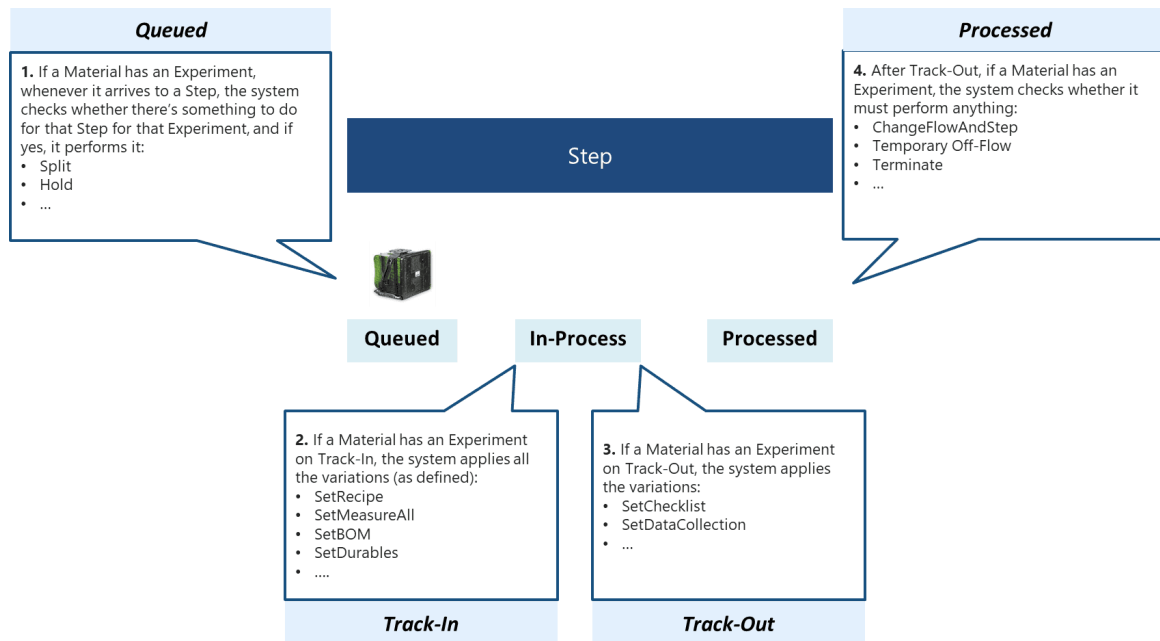 Queued
1. If a Material has an Experiment,
whenever it arrives to a Step, the system
checks whether there's something to do
for that Step for that Experiment, and if
yes, it performs it:
• Split
• Hold
• ...
Step
Processed
4. After Track-Out, if a Material has an
Experiment, the system checks whether it
must perform anything:
• ChangeFlowAndStep
• Temporary Off-Flow
• Terminate
• ...
Queued
In-Process
Processed
2. If a Material has an Experiment
on Track-In, the system applies all
the variations (as defined):
• SetRecipe
• SetMeasureAll
• SetBOM
• SetDurables
• ....
Track-In
3. If a Material has an Experiment
on Track-Out, the system applies
the variations:
• SetChecklist
• SetDataCollection
• ...
Track-Out